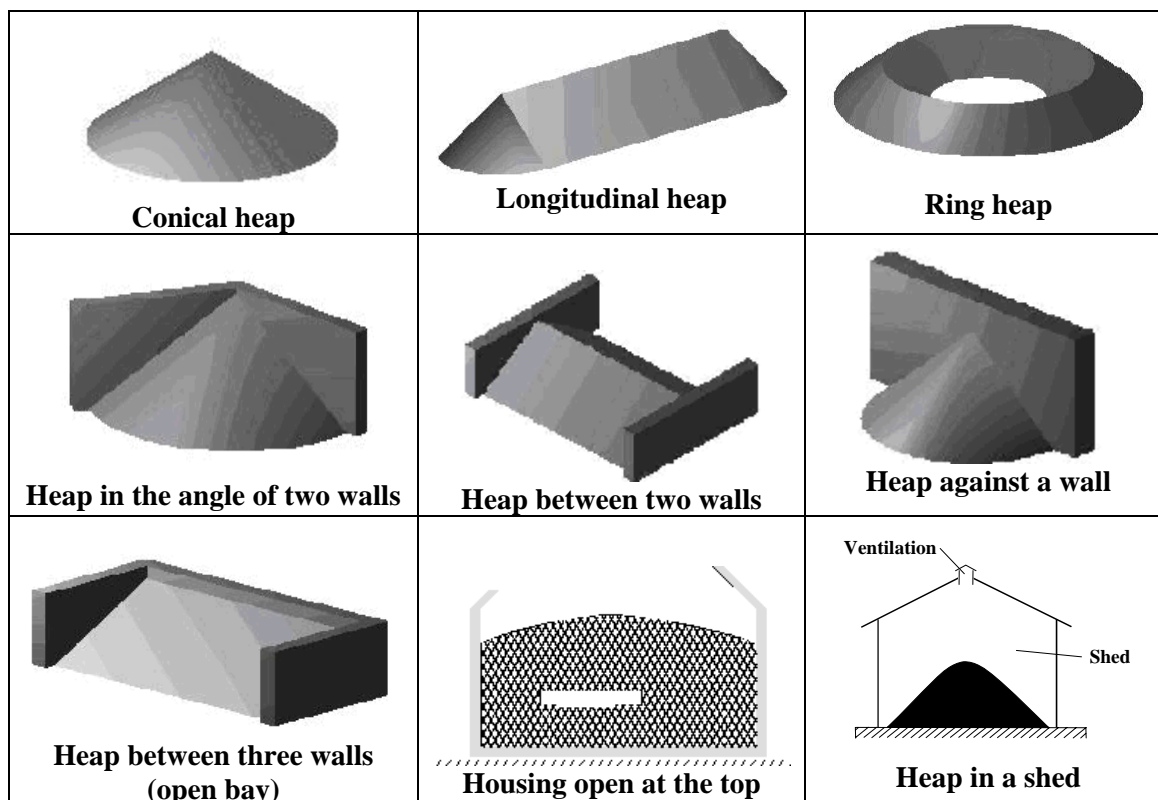 Conical heap
Longitudinal heap
Ring heap
Heap in the angle of two walls
Heap between two walls
Heap against a wall
Heap between three walls
(open bay)
Housing open at the top
Ventilation
Shed
Heap in a shed